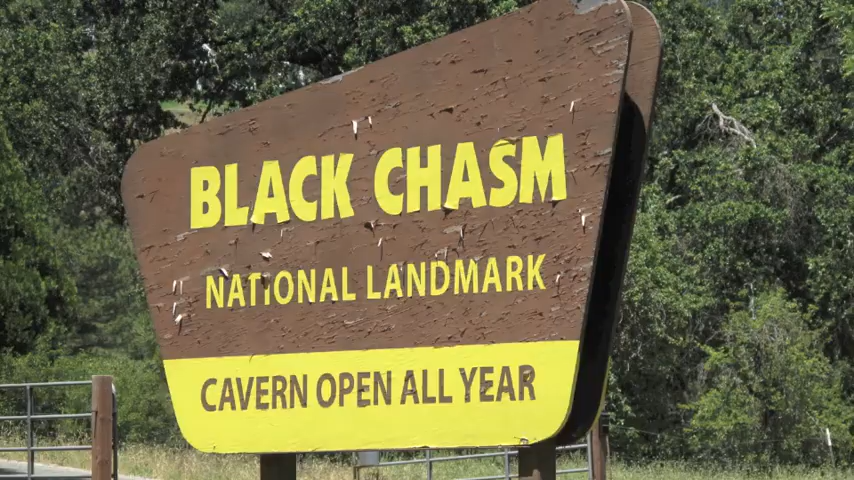 BLACK CHASM
NATIONAL LANDMARK
CAVERN OPEN ALL YEAR